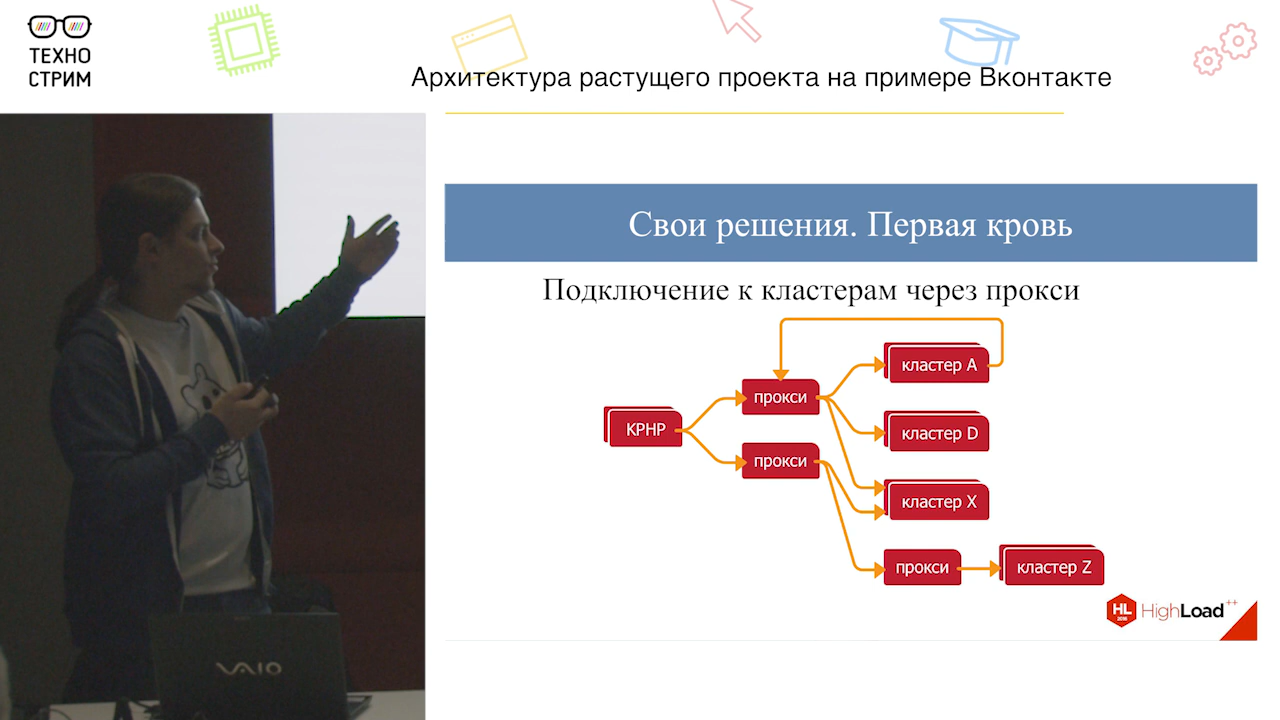 ТЕХНО
СТРИМ
Архитектура растущего проекта на примере Вконтакте
Свои решения. Первая кровь
Подключение к кластерам через прокси
KPHP
прокси
прокси
кластер A
кластер D
кластер X
прокси
кластер Z
HL
2016
HighLoad++
VAIO